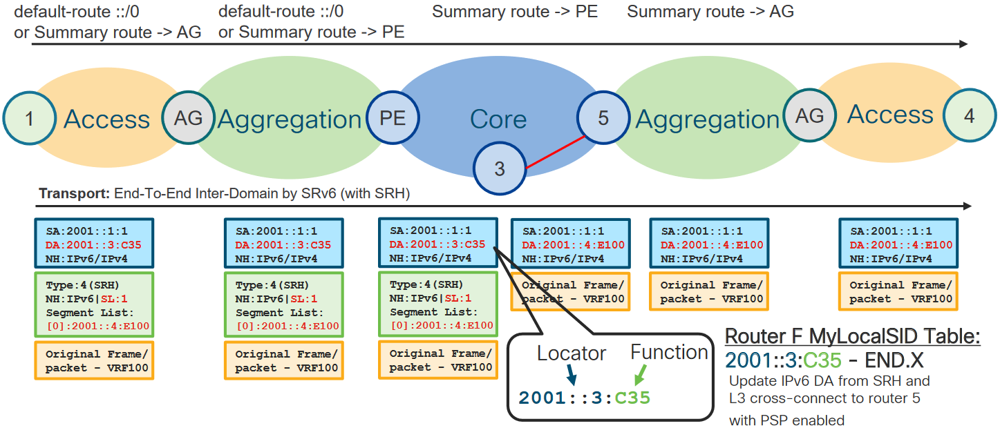 default-route ::/0
or Summary route -> AG
default-route ::/0
or Summary route -> PE
Summary route -> PE
Summary route -> AG
1
Access
AG
Aggregation
PE
Core
5
Aggregation
AG
Access
4
3
Transport: End-To-End Inter-Domain by SRv6 (with SRH)
SA:2001::1:1
DA:2001::3:C35
NH:IPv6/IPv4
Type:4(SRH)
NH:IPv6|SL:1
Segment List:
[0]:2001::4:E100
Original Frame/
packet - VRF100
SA:2001::1:1
DA:2001::3:C35
NH:IPv6/IPv4
Type:4(SRH)
NH:IPv6|SL:1
Segment List:
[0]:2001::4:E100
Original Frame/
packet - VRF100
SA:2001::1:1
DA:2001::3:C35
NH:IPv6/IPv4
Type:4(SRH)
NH:IPv6|SL:1
Segment List:
[0]:2001::4:E100
Original Frame/
packet - VRF100
SA:2001::1:1
DA:2001::4:E100
NH:IPv6/IPv4
Original Frame/
packet - VRF100
SA:2001::1:1
DA:2001::4:E100
NH:IPv6/IPv4
Original Frame/
packet - VRF100
SA:2001::1:1
DA:2001::4:E100
NH:IPv6/IPv4
Original Frame/
packet - VRF100
Locator
Function
2001::3:C35
Router F MyLocalSID Table:
2001::3:C35 - END.X
Update IPv6 DA from SRH and
L3 cross-connect to router 5
with PSP enabled